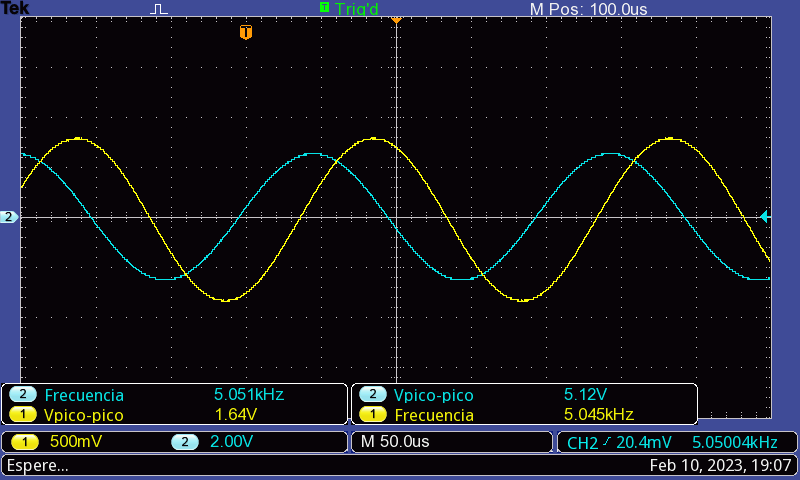 Tek T Trig'd M Pos: 100.0us
T
2
2 Frecuencia 5.051kHz 2 Vpico-pico 5.12V
1 Vpico-pico 1.64V 1 Frecuencia 5.045kHz
1 500mV 2 2.00V M 50.0us CH2 20.4mV 5.05004kHz
Espere... Feb 10, 2023, 19:07